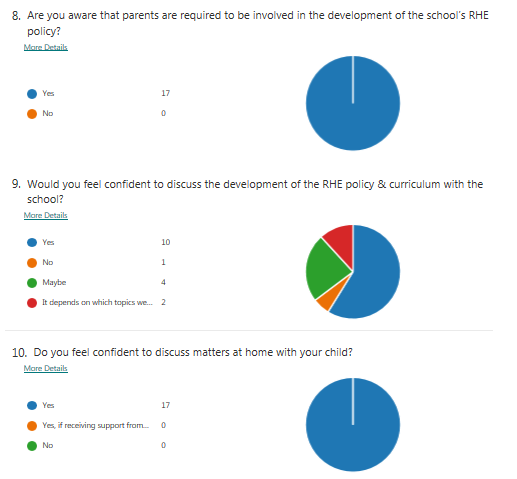 8. Are you aware that parents are required to be involved in the development of the school's RHE
policy?
More Details
Yes 17
No 0
9. Would you feel confident to discuss the development of the RHE policy & curriculum with the
school?
More Details
Yes 10
No 1
Maybe 4
It depends on which topics we... 2
10. Do you feel confident to discuss matters at home with your child?
More Details
Yes 17
Yes, if receiving support from... 0
No 0